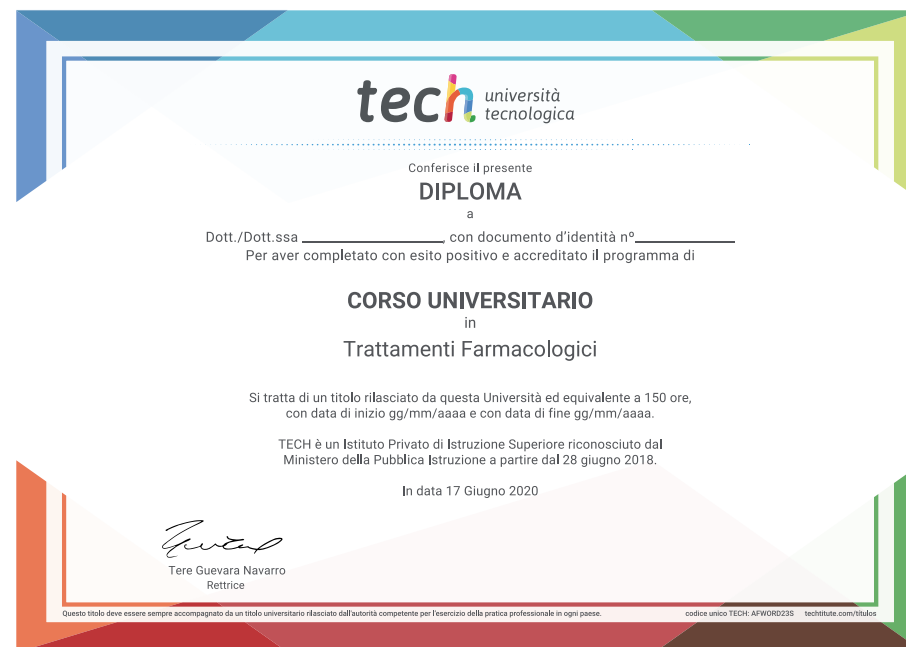 tech università
tecnologica
Conferisce il presente
DIPLOMA
a
Dott./Dott.ssa ____________________, con documento d'identità nº______________
Per aver completato con esito positivo e accreditato il programma di
CORSO UNIVERSITARIO
in
Trattamenti Farmacologici
Si tratta di un titolo rilasciato da questa Università ed equivalente a 150 ore,
con data di inizio gg/mm/aaaa e con data di fine gg/mm/aaaa.
TECH è un Istituto Privato di Istruzione Superiore riconosciuto dal
Ministero della Pubblica Istruzione a partire dal 28 giugno 2018.
In data 17 Giugno 2020
Tere Guevara Navarro
Rettrice
Questo titolo deve essere sempre accompagnato da un titolo universitario rilasciato dall'autorità competente per l'esercizio della pratica professionale in ogni paese. codice unico TECH: AFWORD23S techtitute.com/titulos